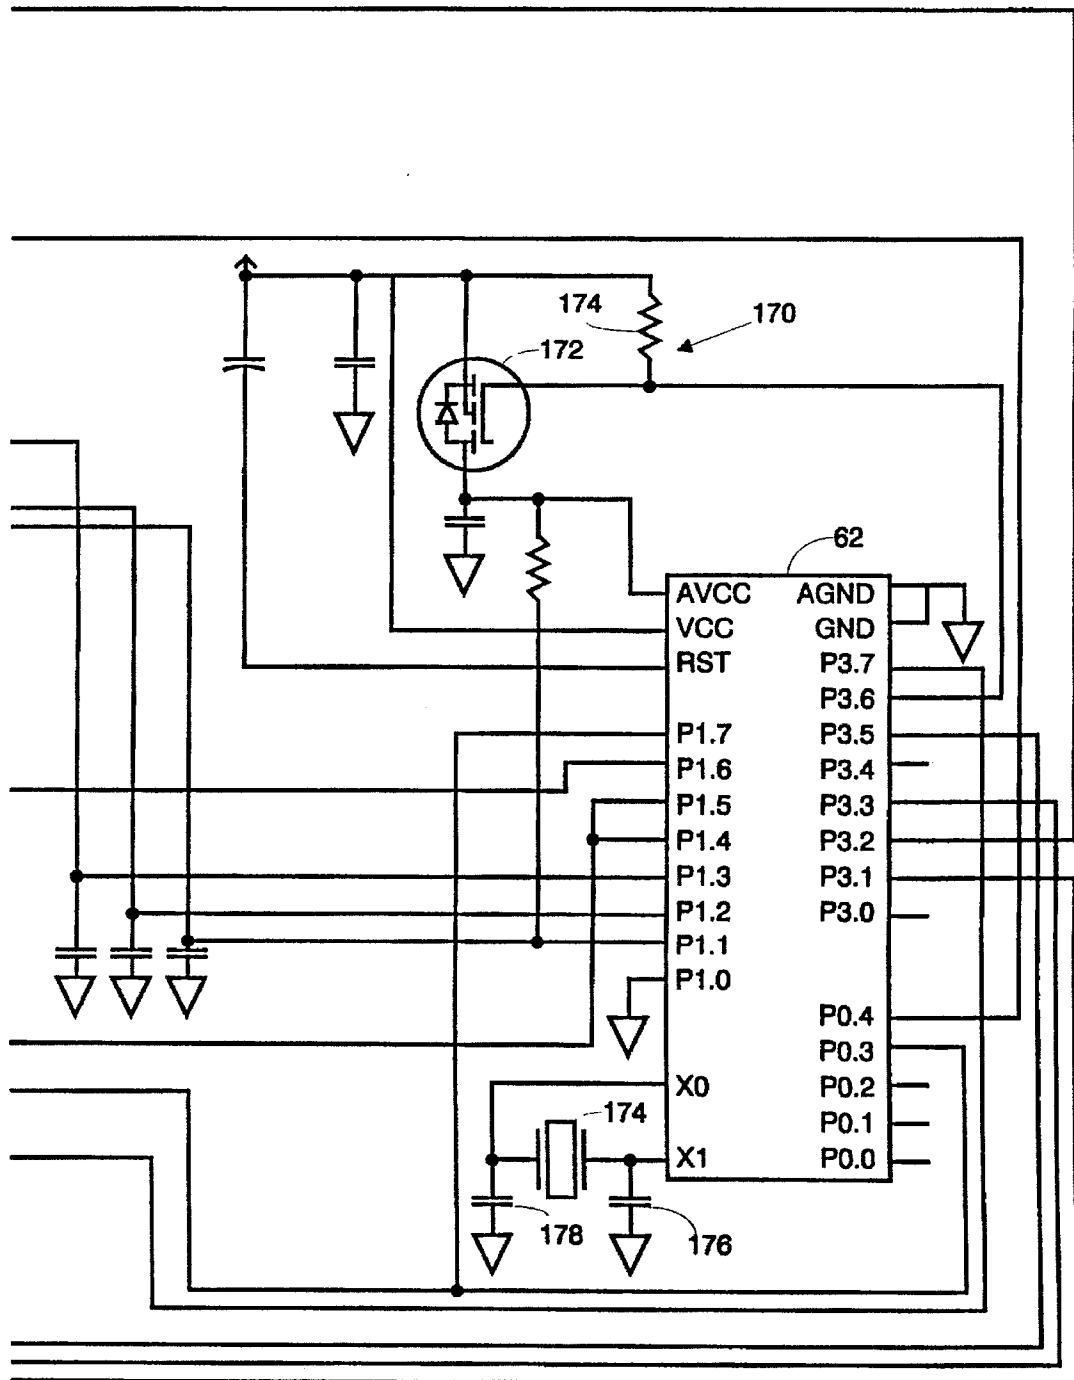 174
170
172
62
AVCC AGND
VCC GND
RST P3.7
P3.6
P1.7 P3.5
P1.6 P3.4
P1.5 P3.3
P1.4 P3.2
P1.3 P3.1
P1.2 P3.0
P1.1
P1.0
P0.4
P0.3
X0 P0.2
174
P0.1
X1 P0.0
178
176